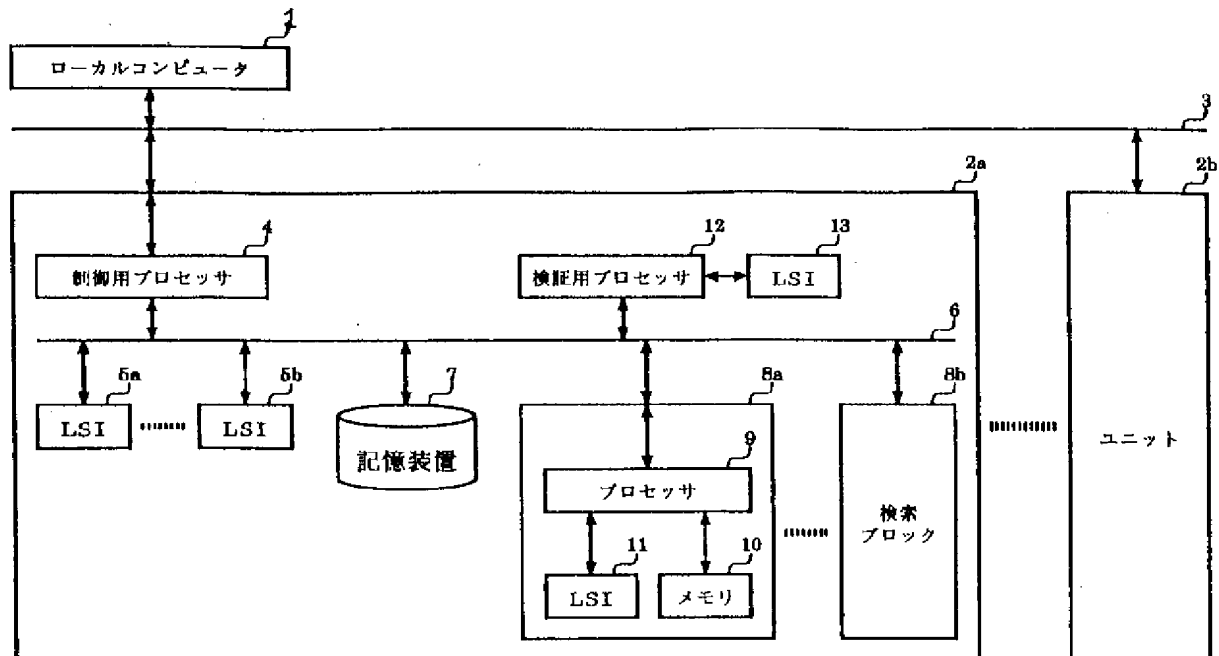 1
ローカルコンピュータ
3
2a
2b
4
12
13
制御用プロセッサ
検証用プロセッサ
LSI
6
5a
5b
7
8a
8b
LSI
LSI
記憶装置
9
プロセッサ
ユニット
検索
ブロック
11
10
LSI
メモリ